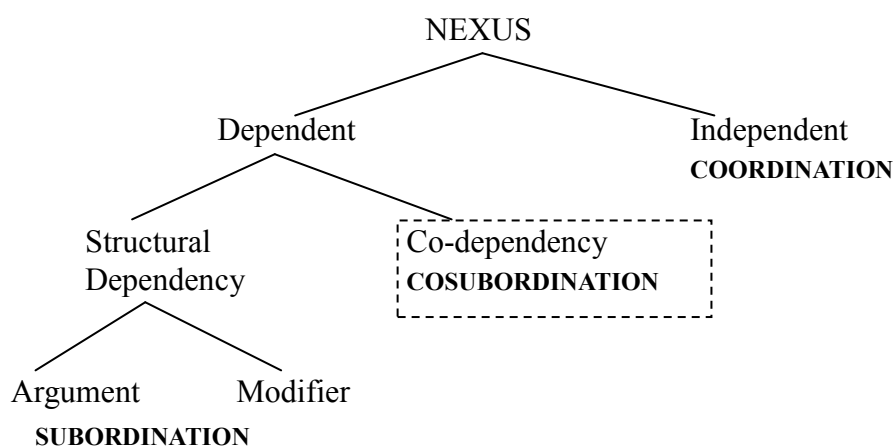 NEXUS
Dependent
Independent
COORDINATION
Structural
Dependency
Co-dependency
COSUBORDINATION
Argument
Modifier
SUBORDINATION